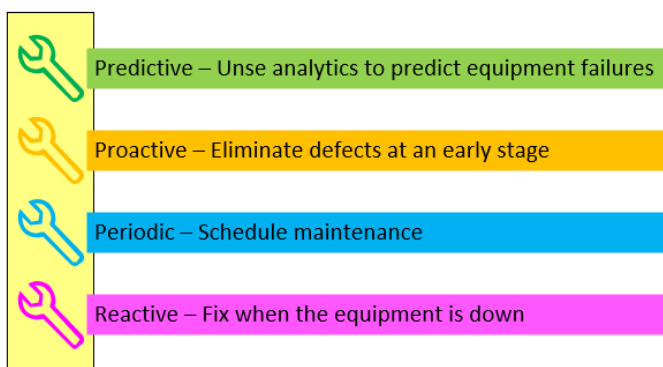 Predictive – Unse analytics to predict equipment failures
Proactive – Eliminate defects at an early stage
Periodic – Schedule maintenance
Reactive – Fix when the equipment is down